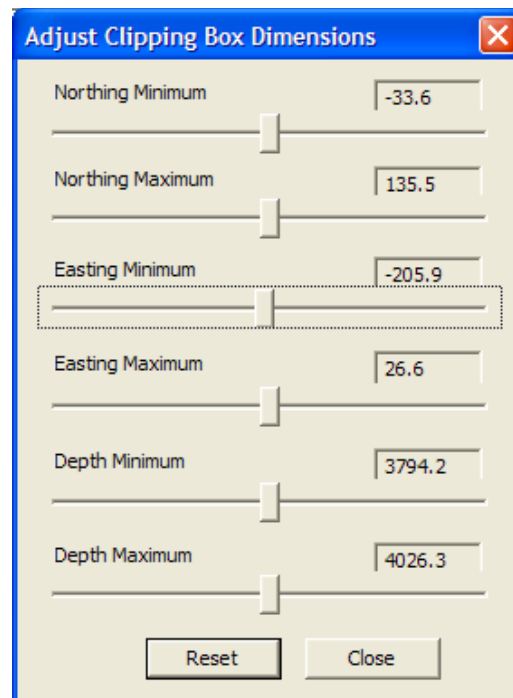 Adjust Clipping Box Dimensions
Northing Minimum -33.6
Northing Maximum 135.5
Easting Minimum -205.9
Easting Maximum 26.6
Depth Minimum 3794.2
Depth Maximum 4026.3
Reset Close